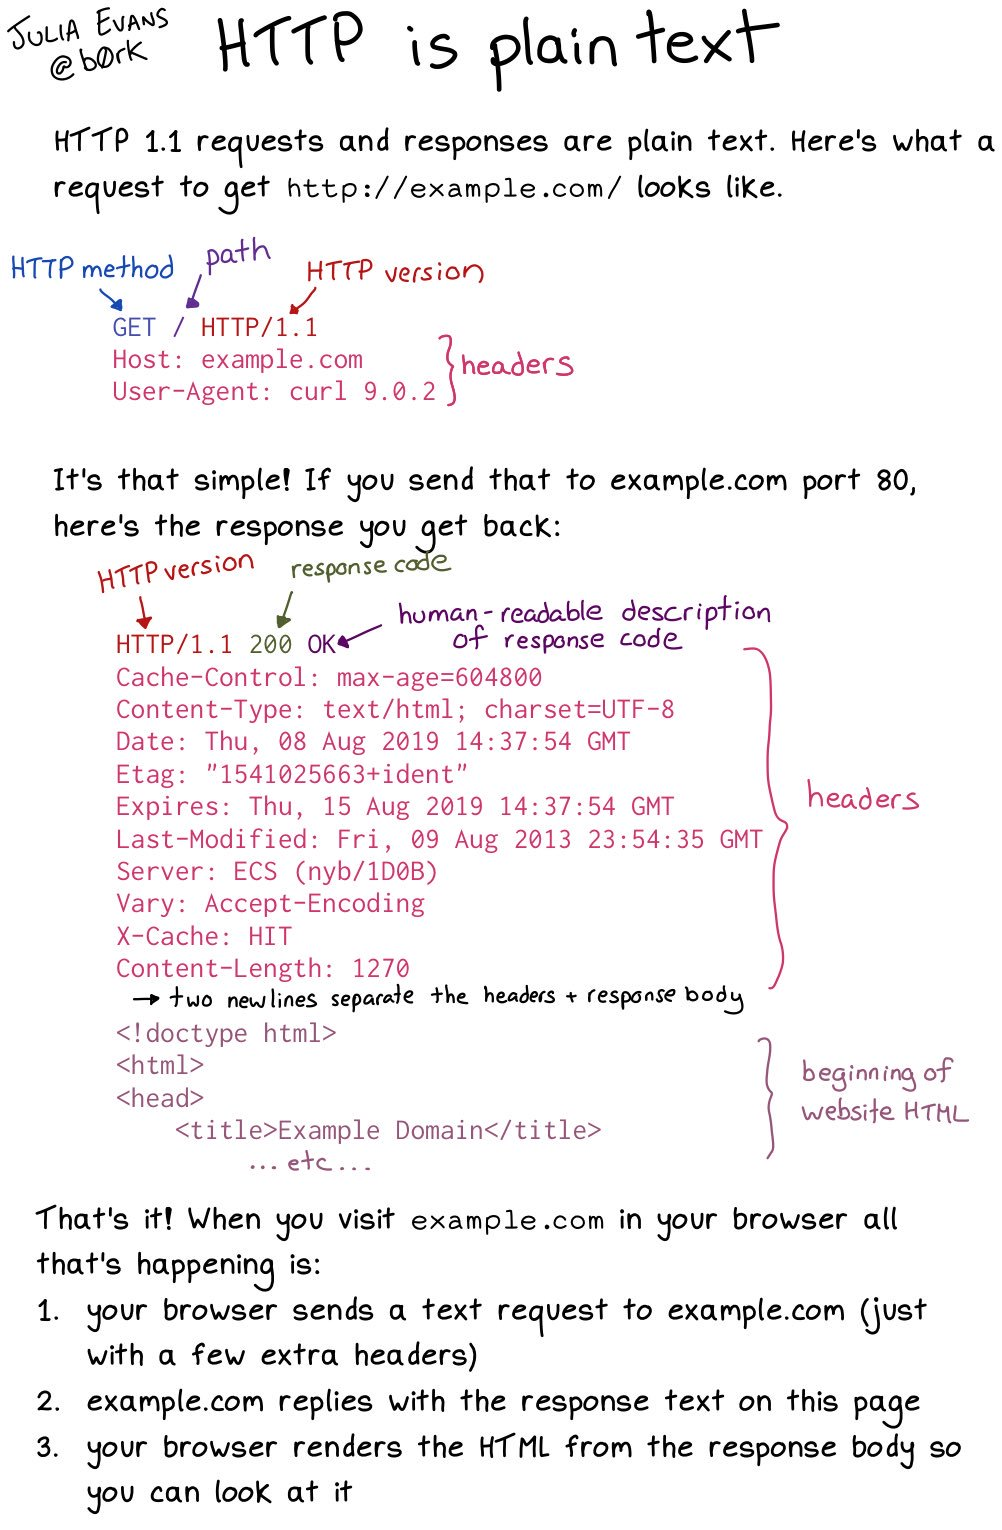 JULIA EVANS
@b0rk
HTTP is plain text
HTTP 1.1 requests and responses are plain text. Here's what a
request to get http://example.com/ looks like.
HTTP method
path
HTTP version
GET / HTTP/1.1
Host: example.com
User-Agent: curl 9.0.2
headers
It's that simple! If you send that to example.com port 80,
here's the response you get back:
HTTP version
response code
human-readable description
of response code
HTTP/1.1 200 OK
Cache-Control: max-age=604800
Content-Type: text/html; charset=UTF-8
Date: Thu, 08 Aug 2019 14:37:54 GMT
Etag: "1541025663+ident"
Expires: Thu, 15 Aug 2019 14:37:54 GMT
Last-Modified: Fri, 09 Aug 2013 23:54:35 GMT
Server: ECS (nyb/1D0B)
Vary: Accept-Encoding
X-Cache: HIT
Content-Length: 1270
headers
→ two newlines separate the headers + response body
<!doctype html>
<html>
<head>
<title>Example Domain</title>
... etc ...
beginning of
website HTML
That's it! When you visit example.com in your browser all
that's happening is:
1. your browser sends a text request to example.com (just
with a few extra headers)
2. example.com replies with the response text on this page
3. your browser renders the HTML from the response body so
you can look at it